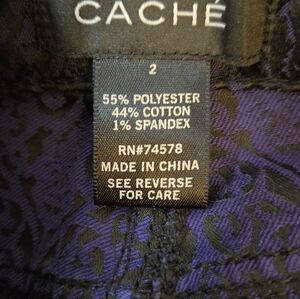 CACHÉ
2
55% POLYESTER
44% COTTON
1% SPANDEX
RN#74578
MADE IN CHINA
SEE REVERSE
FOR CARE